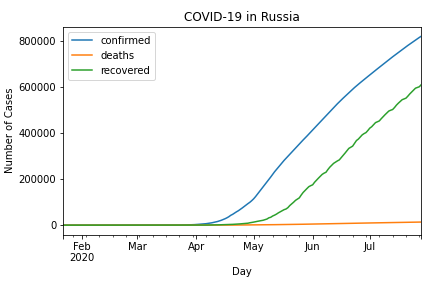 COVID-19 in Russia
confirmed
deaths
recovered
Number of Cases
800000
600000
400000
200000
0
Feb Mar Apr May Jun Jul
2020
Day